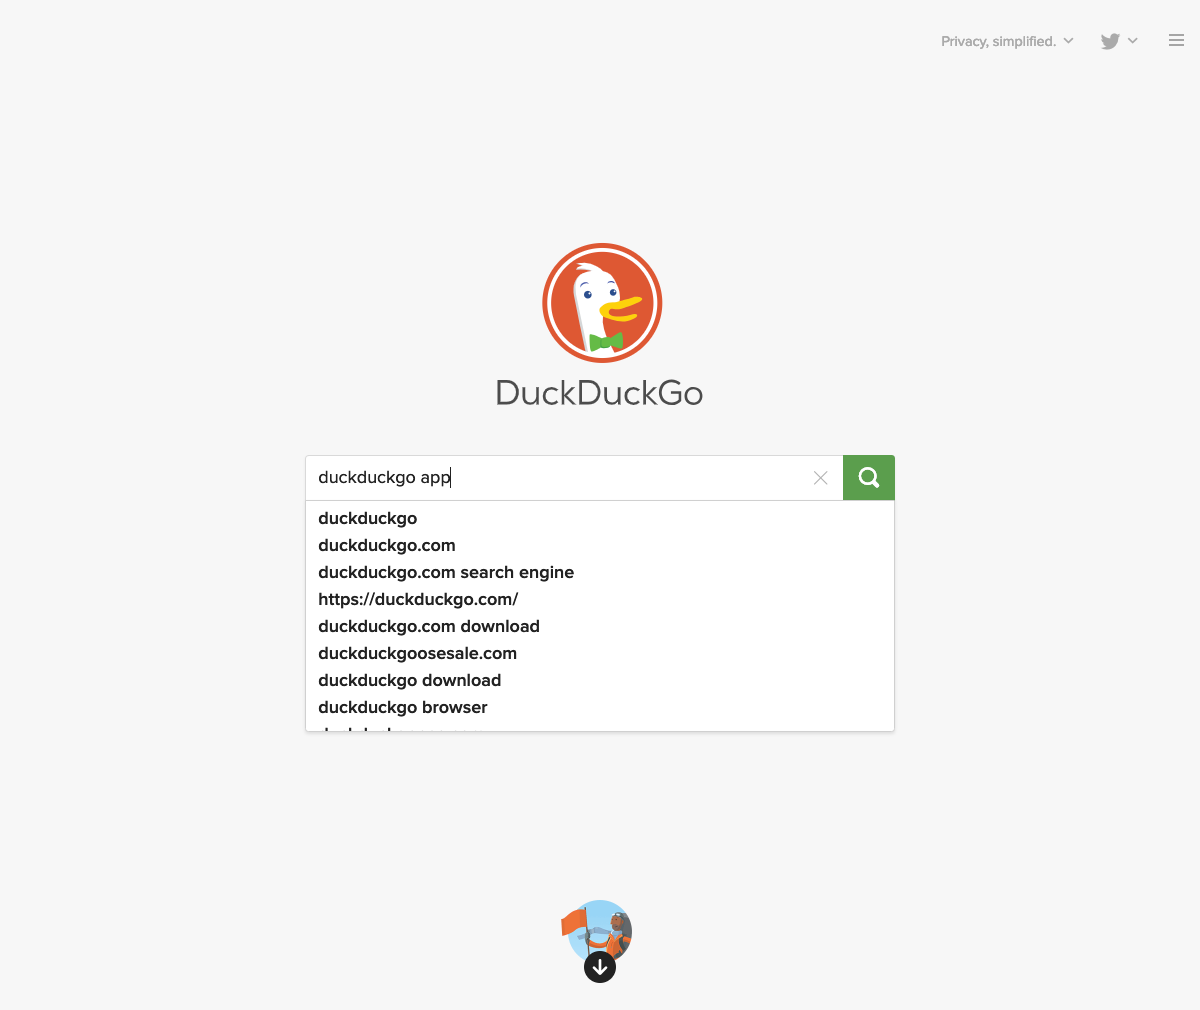 Privacy, simplified.
DuckDuckGo
duckduckgo app
duckduckgo
duckduckgo.com
duckduckgo.com search engine
https://duckduckgo.com/
duckduckgo.com download
duckduckgoosesale.com
duckduckgo download
duckduckgo browser